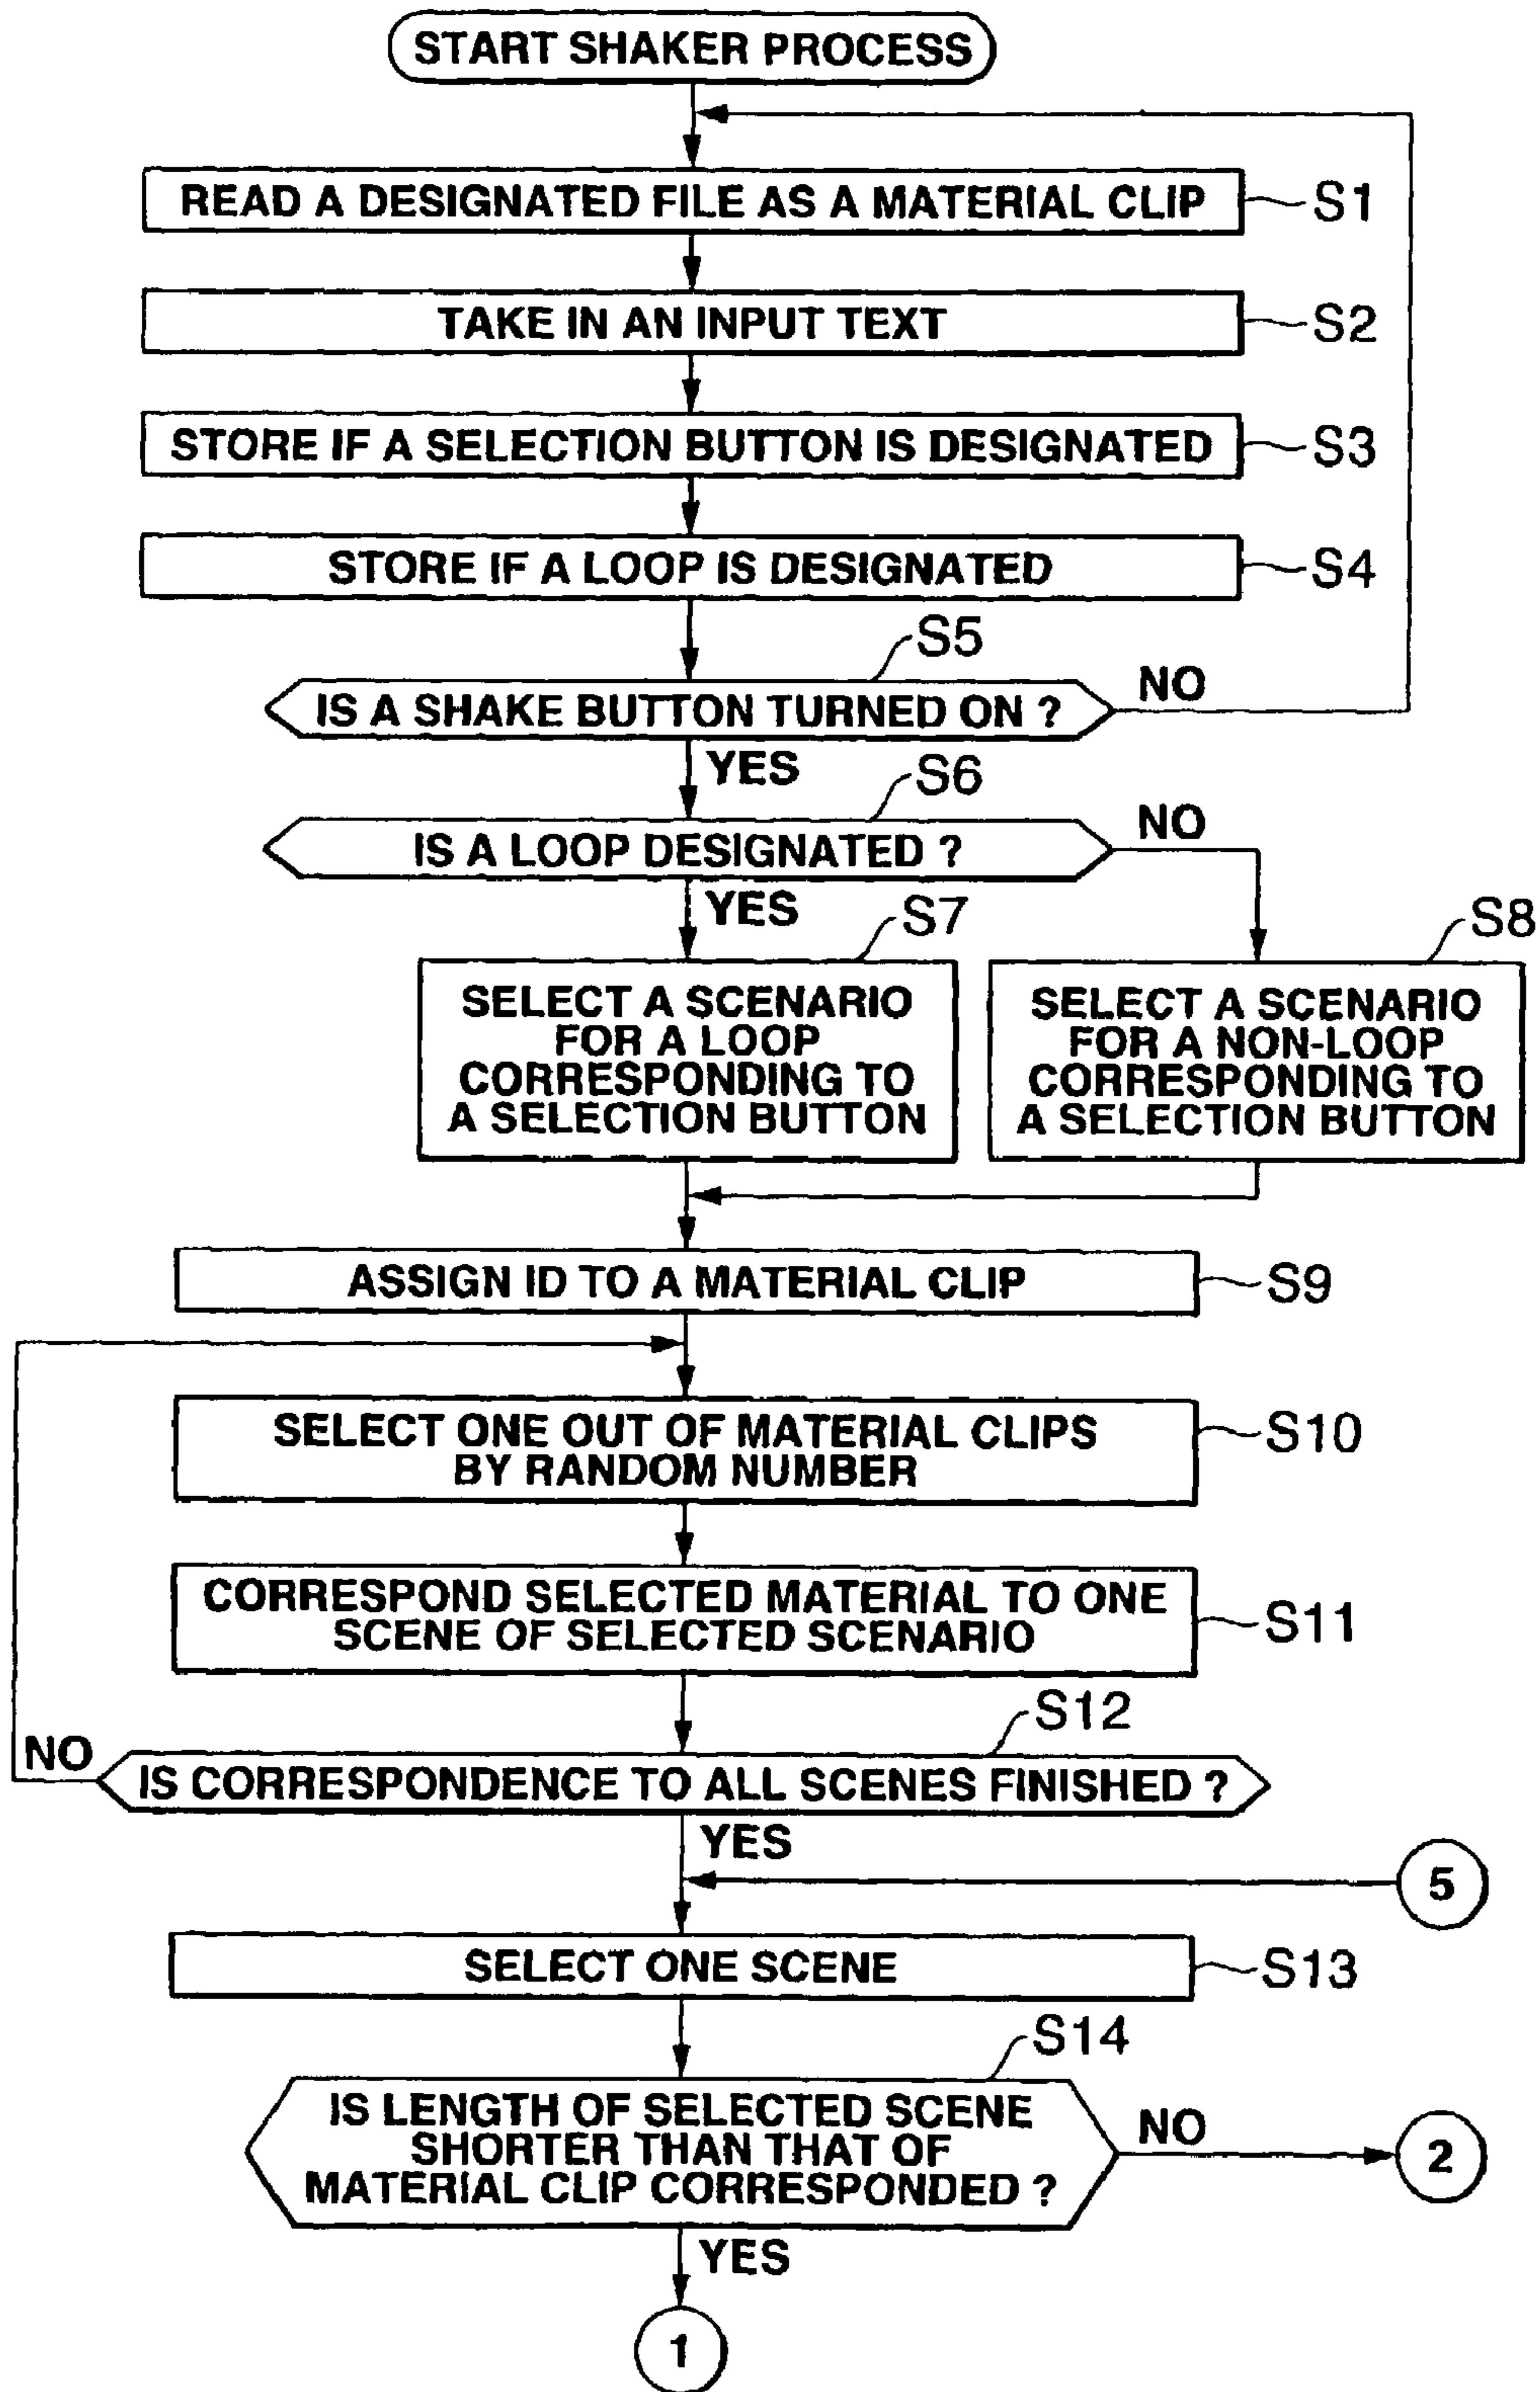 START SHAKER PROCESS
READ A DESIGNATED FILE AS A MATERIAL CLIP
S1
TAKE IN AN INPUT TEXT
S2
STORE IF A SELECTION BUTTON IS DESIGNATED
S3
STORE IF A LOOP IS DESIGNATED
S4
S5
IS A SHAKE BUTTON TURNED ON ?
NO
YES
S6
IS A LOOP DESIGNATED ?
NO
YES
S7
SELECT A SCENARIO
FOR A LOOP
CORRESPONDING TO
A SELECTION BUTTON
S8
SELECT A SCENARIO
FOR A NON-LOOP
CORRESPONDING TO
A SELECTION BUTTON
ASSIGN ID TO A MATERIAL CLIP
S9
SELECT ONE OUT OF MATERIAL CLIPS
BY RANDOM NUMBER
S10
CORRESPOND SELECTED MATERIAL TO ONE
SCENE OF SELECTED SCENARIO
S11
S12
NO
IS CORRESPONDENCE TO ALL SCENES FINISHED ?
YES
5
SELECT ONE SCENE
S13
S14
IS LENGTH OF SELECTED SCENE
SHORTER THAN THAT OF
MATERIAL CLIP CORRESPONDED ?
NO
2
YES
1